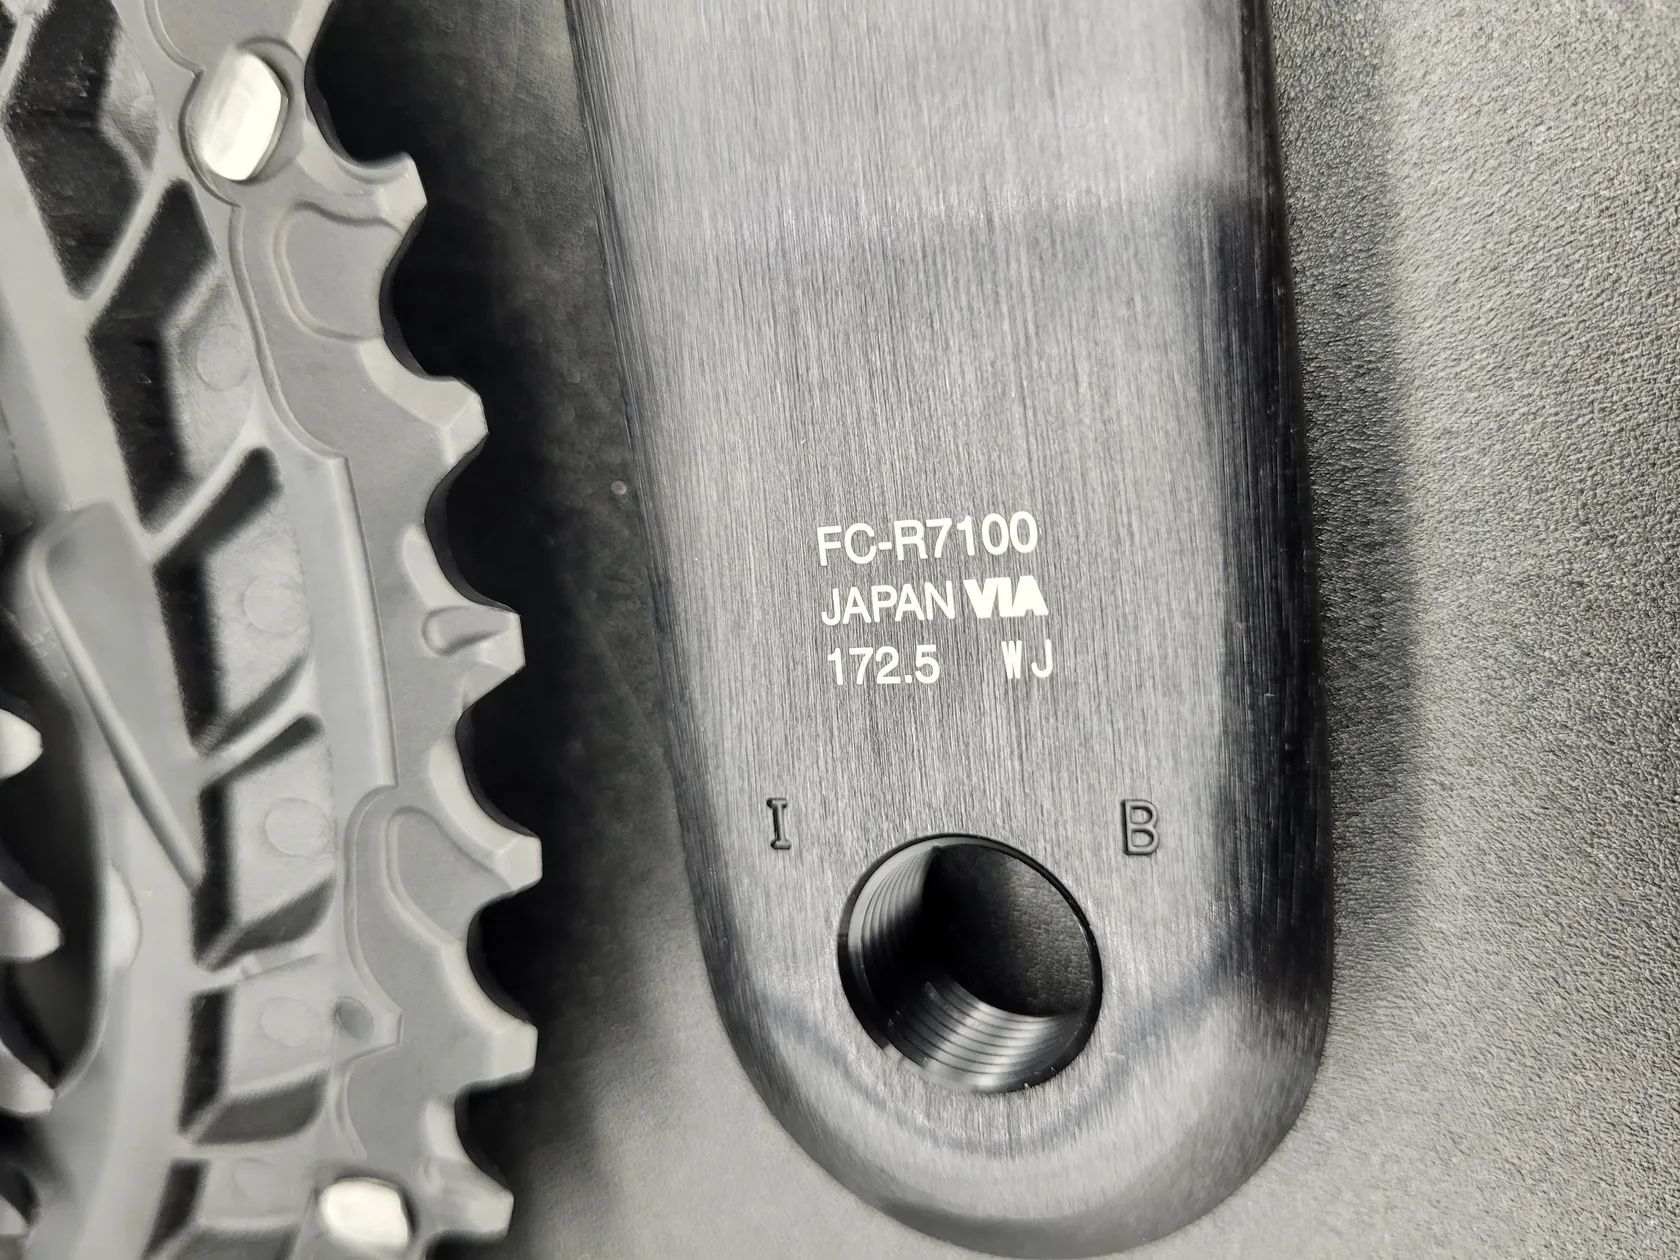 FC-R7100
JAPAN VIA
172.5 WJ
I B